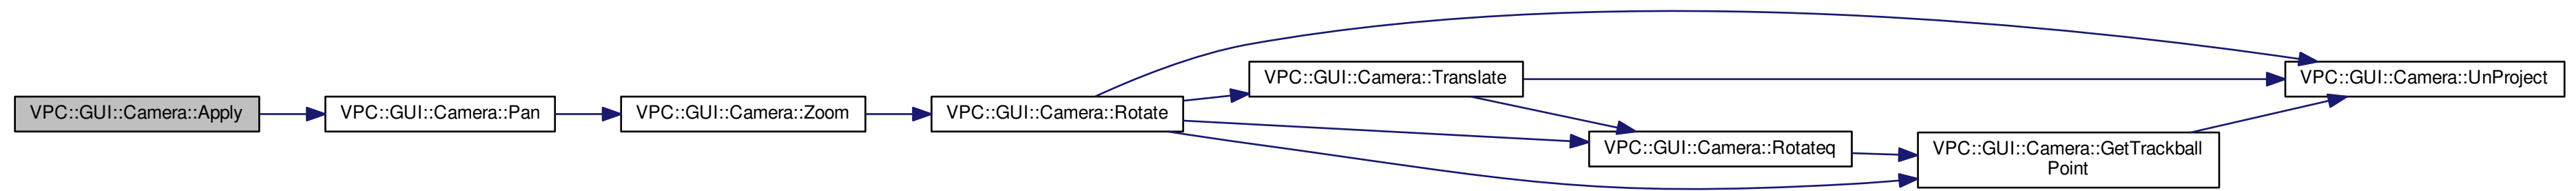 VPC::GUI::Camera::Apply
VPC::GUI::Camera::Pan
VPC::GUI::Camera::Zoom
VPC::GUI::Camera::Rotate
VPC::GUI::Camera::Translate
VPC::GUI::Camera::Rotateq
VPC::GUI::Camera::GetTrackball
Point
VPC::GUI::Camera::UnProject